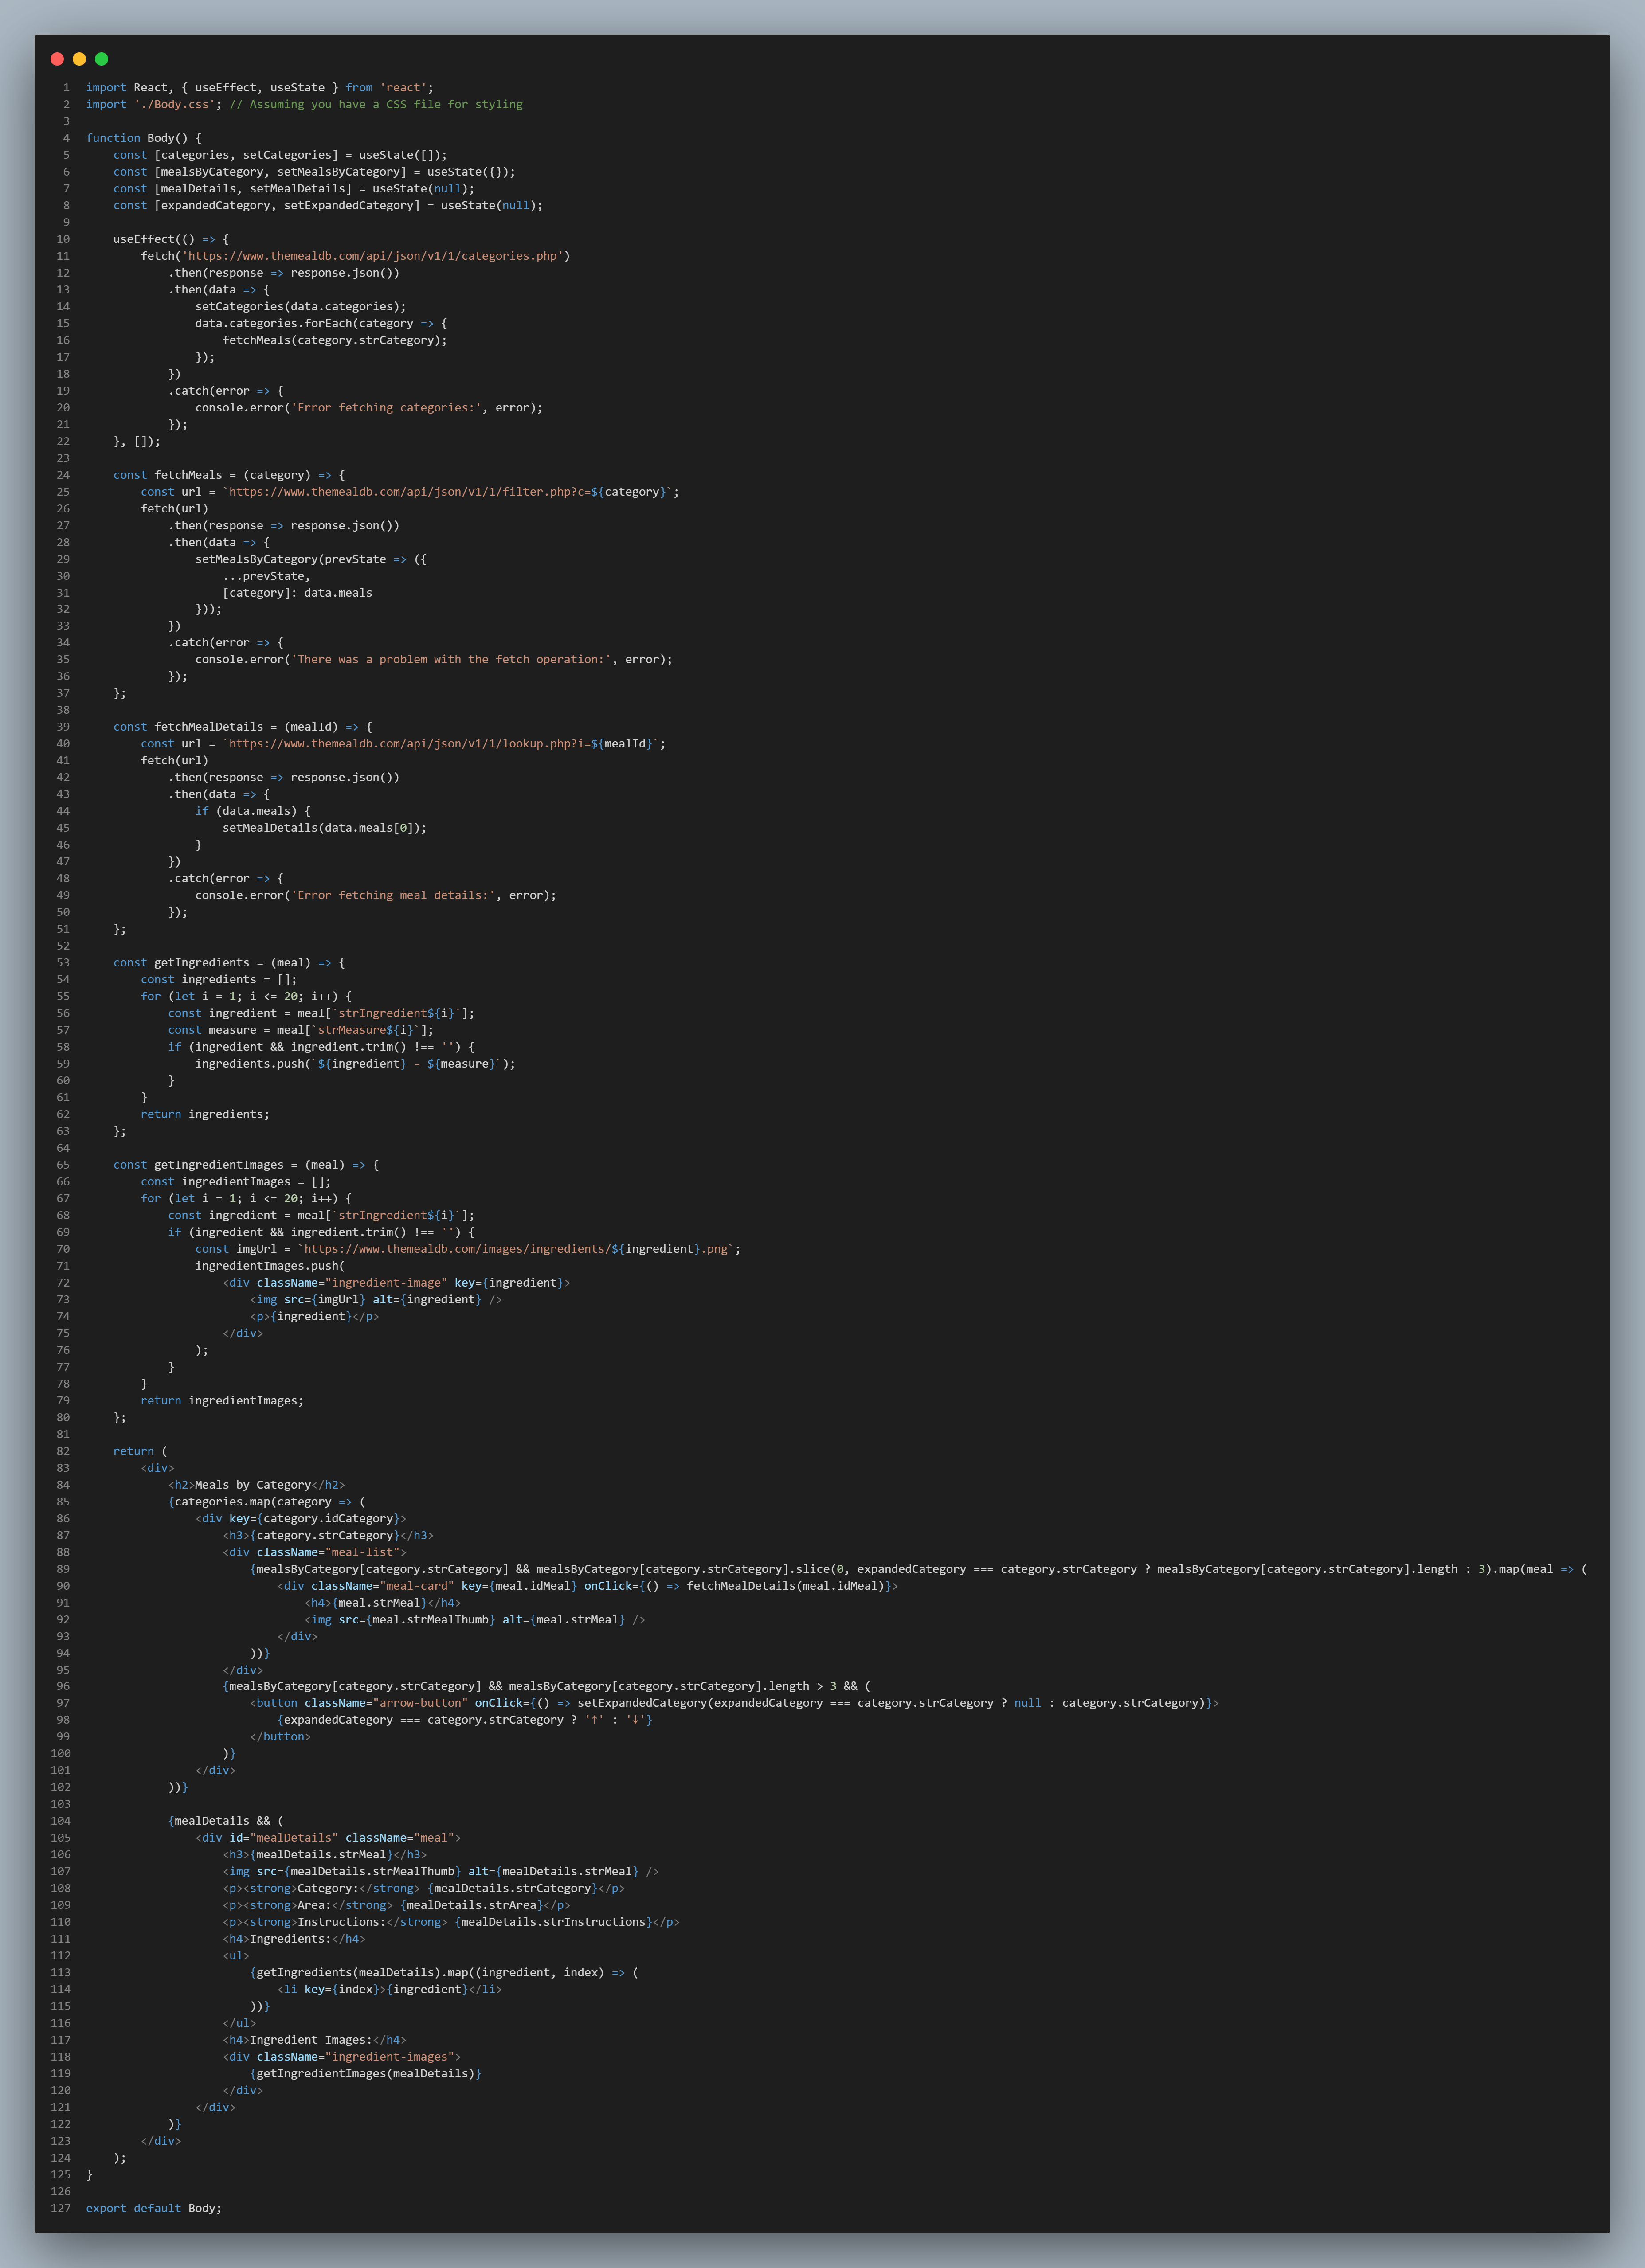 1 import React, { useEffect, useState } from 'react';
2 import './Body.css'; // Assuming you have a CSS file for styling
3
4 function Body() {
5     const [categories, setCategories] = useState([]);
6     const [mealsByCategory, setMealsByCategory] = useState({});
7     const [mealDetails, setMealDetails] = useState(null);
8     const [expandedCategory, setExpandedCategory] = useState(null);
9
10     useEffect(() => {
11         fetch('https://www.themealdb.com/api/json/v1/1/categories.php')
12             .then(response => response.json())
13             .then(data => {
14                 setCategories(data.categories);
15                 data.categories.forEach(category => {
16                     fetchMeals(category.strCategory);
17                 });
18             })
19             .catch(error => {
20                 console.error('Error fetching categories:', error);
21             });
22     }, []);
23
24     const fetchMeals = (category) => {
25         const url = `https://www.themealdb.com/api/json/v1/1/filter.php?c=${category}`;
26         fetch(url)
27             .then(response => response.json())
28             .then(data => {
29                 setMealsByCategory(prevState => ({
30                     ...prevState,
31                     [category]: data.meals
32                 }));
33             })
34             .catch(error => {
35                 console.error('There was a problem with the fetch operation:', error);
36             });
37     };
38
39     const fetchMealDetails = (mealId) => {
40         const url = `https://www.themealdb.com/api/json/v1/1/lookup.php?i=${mealId}`;
41         fetch(url)
42             .then(response => response.json())
43             .then(data => {
44                 if (data.meals) {
45                     setMealDetails(data.meals[0]);
46                 }
47             })
48             .catch(error => {
49                 console.error('Error fetching meal details:', error);
50             });
51     };
52
53     const getIngredients = (meal) => {
54         const ingredients = [];
55         for (let i = 1; i <= 20; i++) {
56             const ingredient = meal[`strIngredient${i}`];
57             const measure = meal[`strMeasure${i}`];
58             if (ingredient && ingredient.trim() !== '') {
59                 ingredients.push(`${ingredient} - ${measure}`);
60             }
61         }
62         return ingredients;
63     };
64
65     const getIngredientImages = (meal) => {
66         const ingredientImages = [];
67         for (let i = 1; i <= 20; i++) {
68             const ingredient = meal[`strIngredient${i}`];
69             if (ingredient && ingredient.trim() !== '') {
70                 const imgUrl = `https://www.themealdb.com/images/ingredients/${ingredient}.png`;
71                 ingredientImages.push(
72                     <div className="ingredient-image" key={ingredient}>
73                         <img src={imgUrl} alt={ingredient} />
74                         <p>{ingredient}</p>
75                     </div>
76                 );
77             }
78         }
79         return ingredientImages;
80     };
81
82     return (
83         <div>
84             <h2>Meals by Category</h2>
85             {categories.map(category => (
86                 <div key={category.idCategory}>
87                     <h3>{category.strCategory}</h3>
88                     <div className="meal-list">
89                         {mealsByCategory[category.strCategory] && mealsByCategory[category.strCategory].slice(0, expandedCategory === category.strCategory ? mealsByCategory[category.strCategory].length : 3).map(meal => (
90                             <div className="meal-card" key={meal.idMeal} onClick={() => fetchMealDetails(meal.idMeal)}>
91                                 <h4>{meal.strMeal}</h4>
92                                 <img src={meal.strMealThumb} alt={meal.strMeal} />
93                             </div>
94                         ))}
95                     </div>
96                     {mealsByCategory[category.strCategory] && mealsByCategory[category.strCategory].length > 3 && (
97                         <button className="arrow-button" onClick={() => setExpandedCategory(expandedCategory === category.strCategory ? null : category.strCategory)}>
98                             {expandedCategory === category.strCategory ? '↑' : '↓'}
99                         </button>
100                     )}
101                 </div>
102             ))}
103
104             {mealDetails && (
105                 <div id="mealDetails" className="meal">
106                     <h3>{mealDetails.strMeal}</h3>
107                     <img src={mealDetails.strMealThumb} alt={mealDetails.strMeal} />
108                     <p><strong>Category:</strong> {mealDetails.strCategory}</p>
109                     <p><strong>Area:</strong> {mealDetails.strArea}</p>
110                     <p><strong>Instructions:</strong> {mealDetails.strInstructions}</p>
111                     <h4>Ingredients:</h4>
112                     <ul>
113                         {getIngredients(mealDetails).map((ingredient, index) => (
114                             <li key={index}>{ingredient}</li>
115                         ))}
116                     </ul>
117                     <h4>Ingredient Images:</h4>
118                     <div className="ingredient-images">
119                         {getIngredientImages(mealDetails)}
120                     </div>
121                 </div>
122             )}
123         </div>
124     );
125 }
126
127 export default Body;